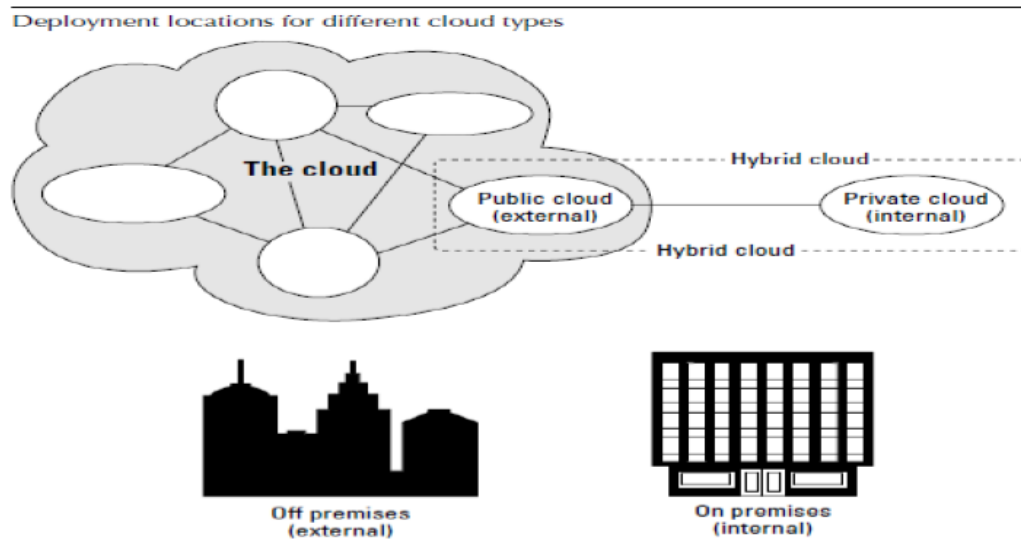 Deployment locations for different cloud types
Hybrid cloud
The cloud
Public cloud
(external)
Private cloud
(internal)
Hybrid cloud
Off premises
(external)
On premises
(internal)